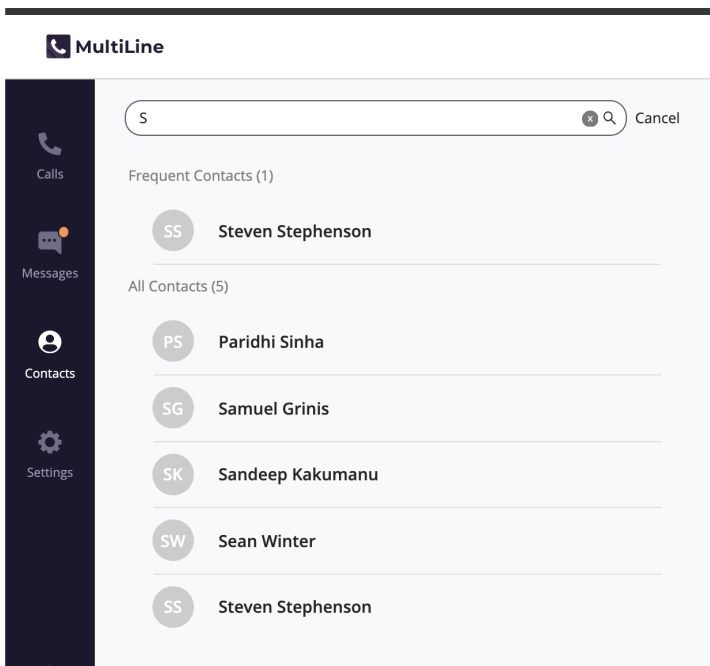 MultiLine
S
x
Cancel
Calls
Frequent Contacts (1)
SS Steven Stephenson
Messages
All Contacts (5)
PS Paridhi Sinha
Contacts
SG Samuel Grinis
Settings
SK Sandeep Kakumanu
SW Sean Winter
SS Steven Stephenson